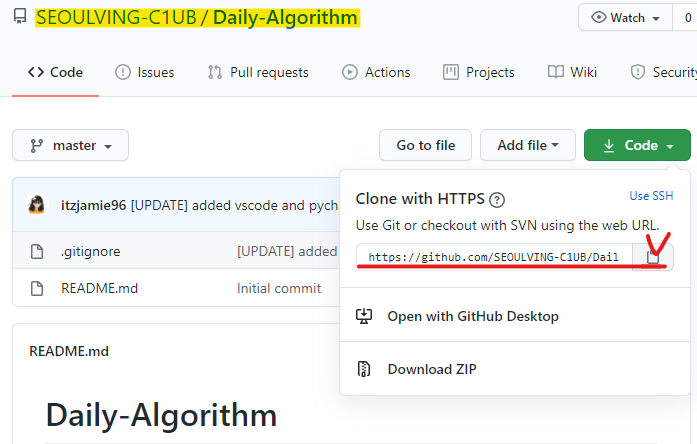 SEOULVING-C1UB / Daily-Algorithm
Watch 0
Code Issues Pull requests Actions Projects Wiki Security
master Go to file Add file Code
Clone with HTTPS ? Use SSH
Use Git or checkout with SVN using the web URL.
https://github.com/SEOULVING-C1UB/Dail
Open with GitHub Desktop
Download ZIP
itzjamie96 [UPDATE] added vscode and pych
.gitignore [UPDATE] added
README.md Initial commit
README.md
Daily-Algorithm